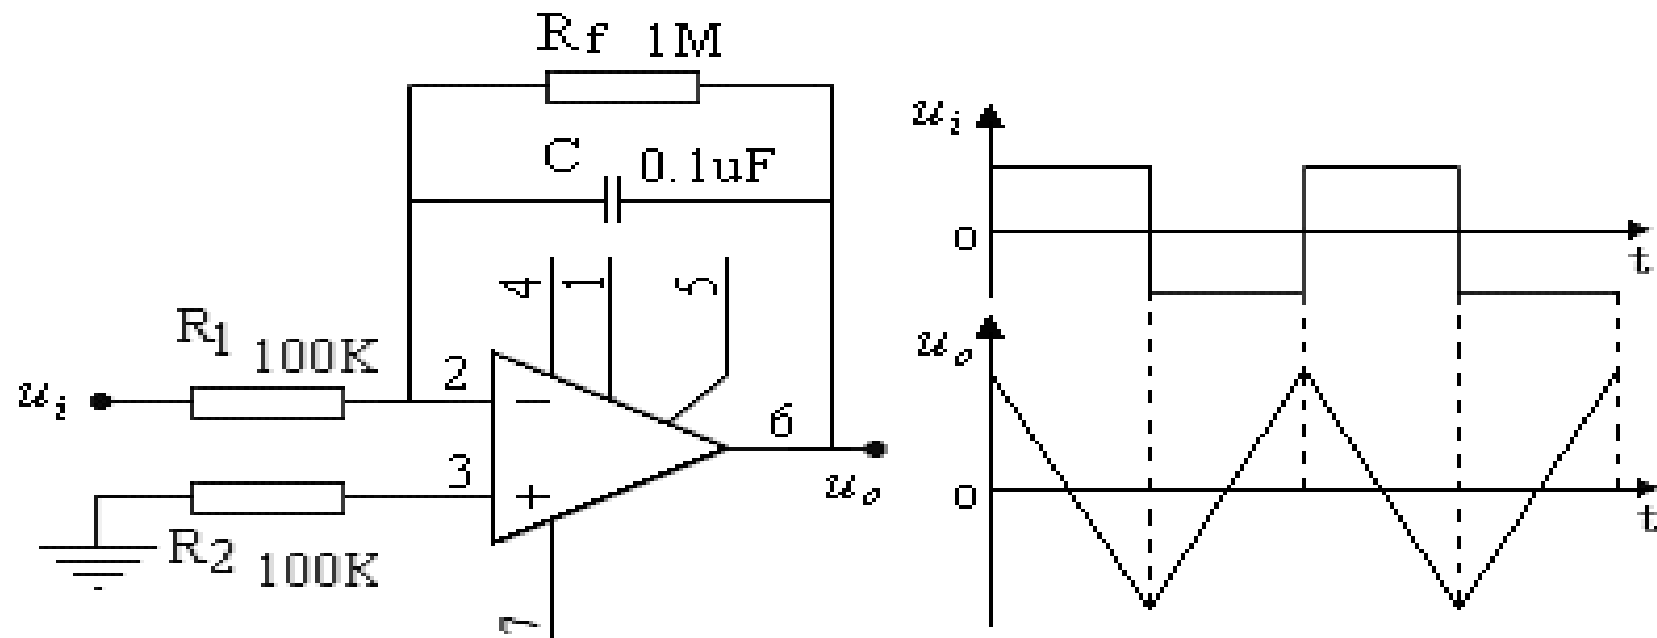 Rf 1M
C 0.1uF
4 1 5
R1 100K
ui 2 −
6
3 +
uo
R2 100K
7
ui
0
t
uo
0
t